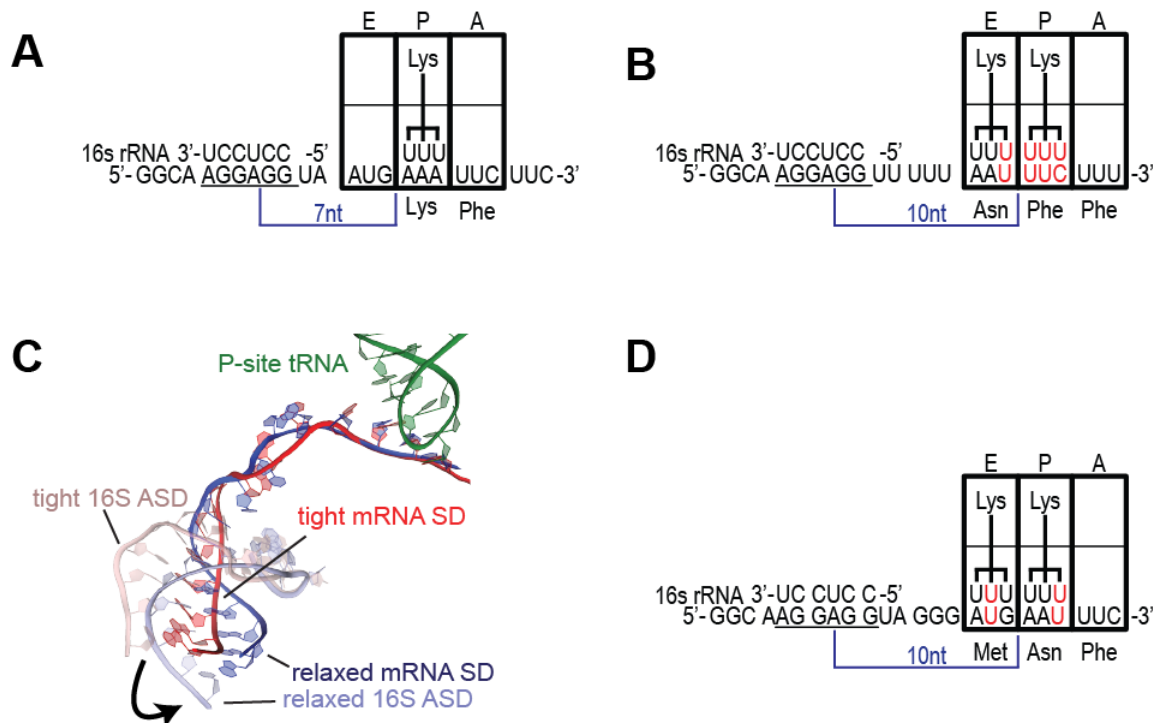 A
E P A
Lys
16s rRNA 3'-UCCUCC -5'
UUU
5'-GGCA AGGAGG UA AUG AAA UUC UUC-3'
7nt
Lys Phe
B
E P A
Lys Lys
16s rRNA 3'-UCCUCC -5'
UUU UUU
5'-GGCA AGGAGG UU UUU AAU UUC UUU -3'
10nt
Asn Phe Phe
C
P-site tRNA
tight 16S ASD
tight mRNA SD
relaxed mRNA SD
relaxed 16S ASD
D
E P A
Lys Lys
16s rRNA 3'-UC CUC C-5'
UUU UUU
5'-GGC AAG GAG GUA GGG AUG AAU UUC -3'
10nt
Met Asn Phe